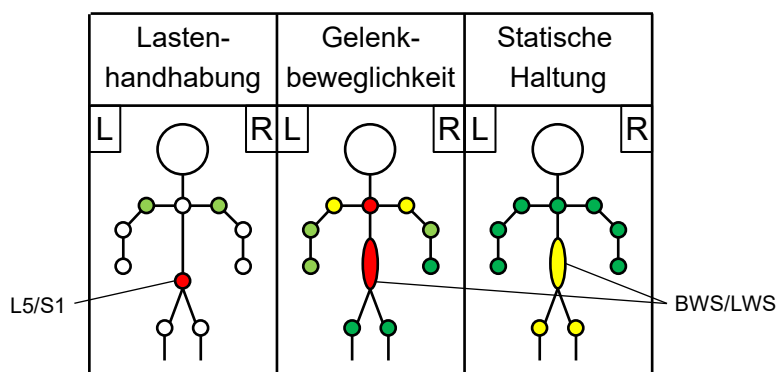 Lasten-
handhabung
Gelenk-
beweglichkeit
Statische
Haltung
L
R
L
R
L
R
L5/S1
BWS/LWS